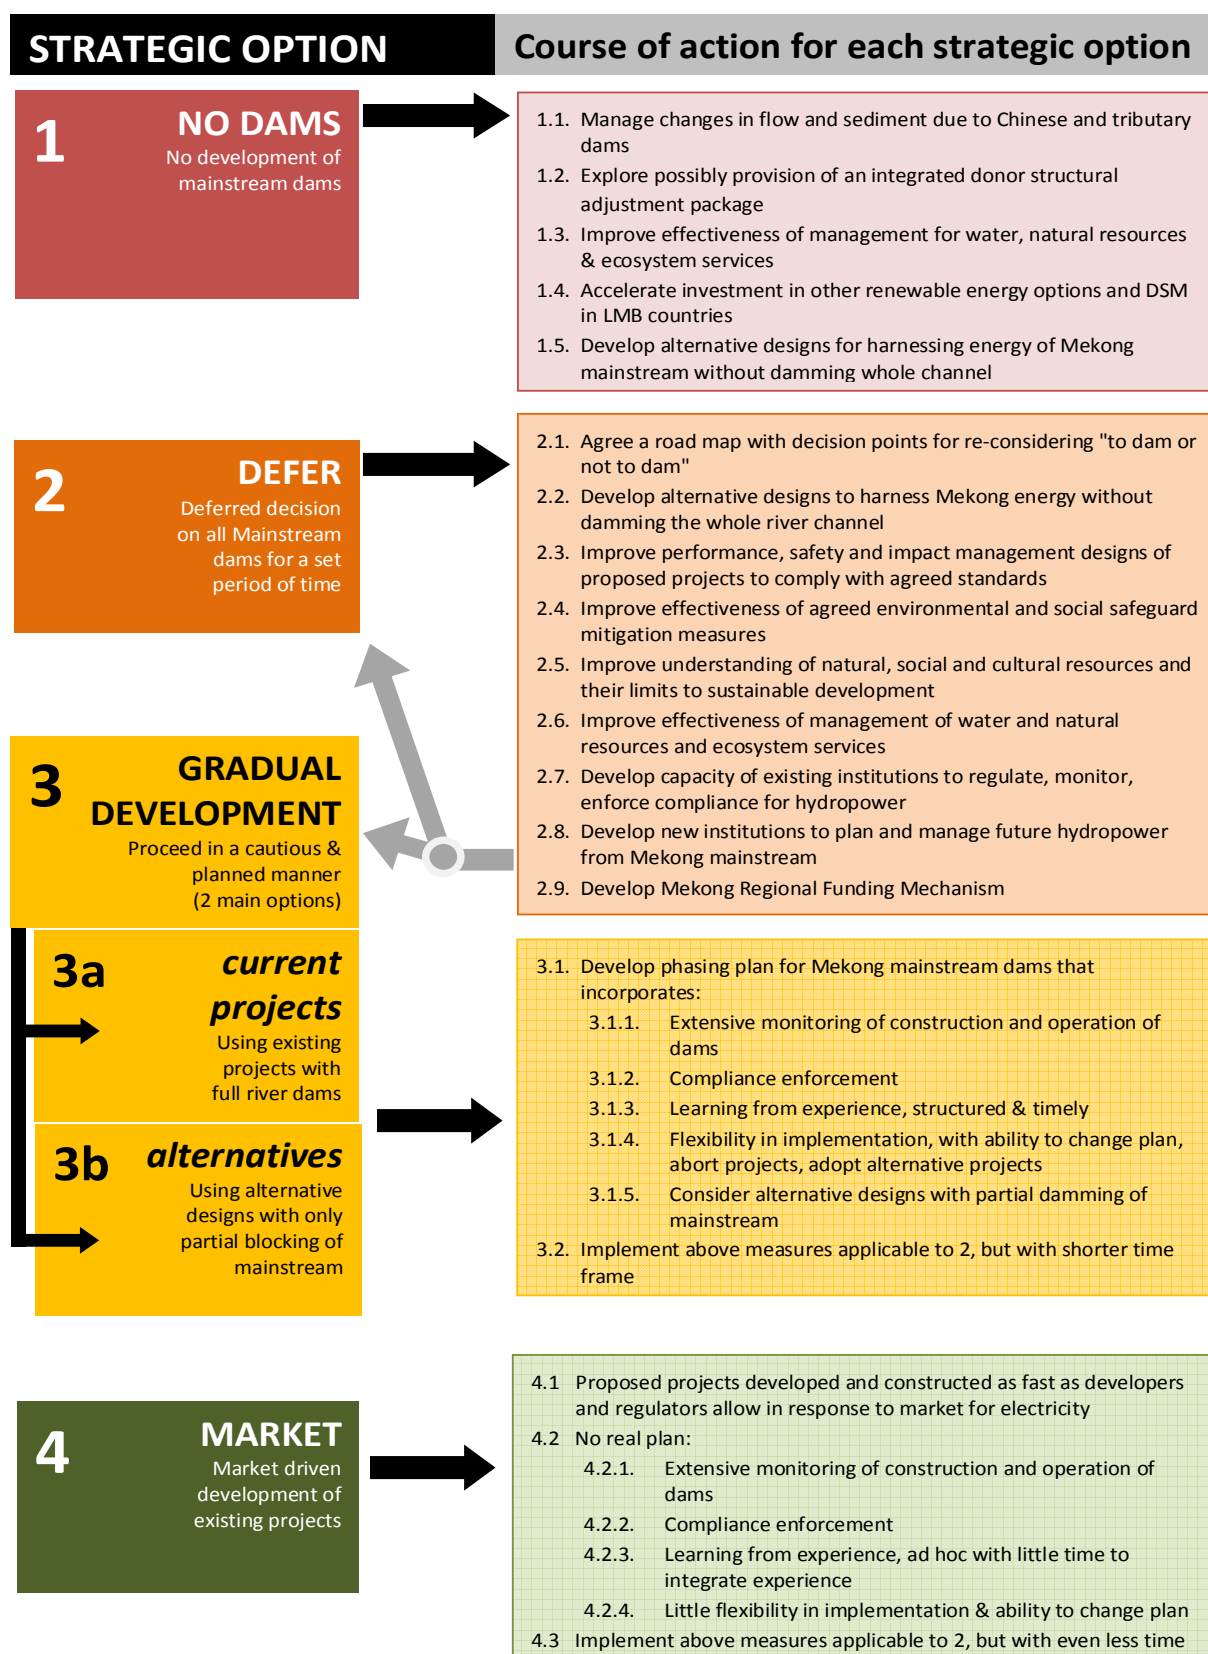 STRATEGIC OPTION
Course of action for each strategic option
1
NO DAMS
No development of
mainstream dams
1.1. Manage changes in flow and sediment due to Chinese and tributary
dams
1.2. Explore possibly provision of an integrated donor structural
adjustment package
1.3. Improve effectiveness of management for water, natural resources
& ecosystem services
1.4. Accelerate investment in other renewable energy options and DSM
in LMB countries
1.5. Develop alternative designs for harnessing energy of Mekong
mainstream without damming whole channel
2
DEFER
Deferred decision
on all Mainstream
dams for a set
period of time
2.1. Agree a road map with decision points for re-considering "to dam or
not to dam"
2.2. Develop alternative designs to harness Mekong energy without
damming the whole river channel
2.3. Improve performance, safety and impact management designs of
proposed projects to comply with agreed standards
2.4. Improve effectiveness of agreed environmental and social safeguard
mitigation measures
2.5. Improve understanding of natural, social and cultural resources and
their limits to sustainable development
2.6. Improve effectiveness of management of water and natural
resources and ecosystem services
2.7. Develop capacity of existing institutions to regulate, monitor,
enforce compliance for hydropower
2.8. Develop new institutions to plan and manage future hydropower
from Mekong mainstream
2.9. Develop Mekong Regional Funding Mechanism
3
GRADUAL
DEVELOPMENT
Proceed in a cautious &
planned manner
(2 main options)
3a
current
projects
Using existing
projects with
full river dams
3b
alternatives
Using alternative
designs with only
partial blocking of
mainstream
3.1. Develop phasing plan for Mekong mainstream dams that
incorporates:
3.1.1. Extensive monitoring of construction and operation of
dams
3.1.2. Compliance enforcement
3.1.3. Learning from experience, structured & timely
3.1.4. Flexibility in implementation, with ability to change plan,
abort projects, adopt alternative projects
3.1.5. Consider alternative designs with partial damming of
mainstream
3.2. Implement above measures applicable to 2, but with shorter time
frame
4
MARKET
Market driven
development of
existing projects
4.1 Proposed projects developed and constructed as fast as developers
and regulators allow in response to market for electricity
4.2 No real plan:
4.2.1. Extensive monitoring of construction and operation of
dams
4.2.2. Compliance enforcement
4.2.3. Learning from experience, ad hoc with little time to
integrate experience
4.2.4. Little flexibility in implementation & ability to change plan
4.3 Implement above measures applicable to 2, but with even less time